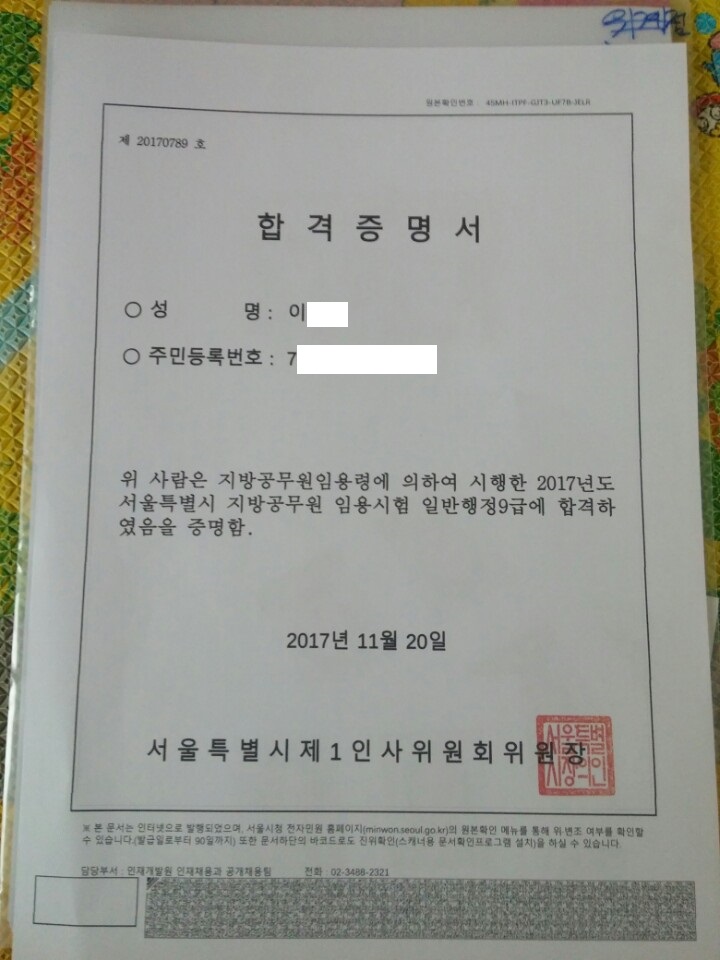 원본확인번호 : 4SMH-IYPF-GJT3-UF7B-JELR
제 20170789 호
합 격 증 명 서
○ 성 명 : 이
○ 주민등록번호 : 7
위 사람은 지방공무원임용령에 의하여 시행한 2017년도
서울특별시 지방공무원 임용시험 일반행정9급에 합격하
였음을 증명함.
2017년 11월 20일
서울특별시제1인사위원회위원장
서울특별
시장의인
※ 본 문서는 인터넷으로 발행되었으며, 서울시청 전자민원 홈페이지(minwon.seoul.go.kr)의 원본확인 메뉴를 통해 위·변조 여부를 확인할
수 있습니다.(발급일로부터 90일까지) 또한 문서하단의 바코드로도 진위확인(스캐너용 문서확인프로그램 설치)을 하실 수 있습니다.
담당부서 : 인재개발원 인재채용과 공개채용팀 전화 : 02-3488-2321